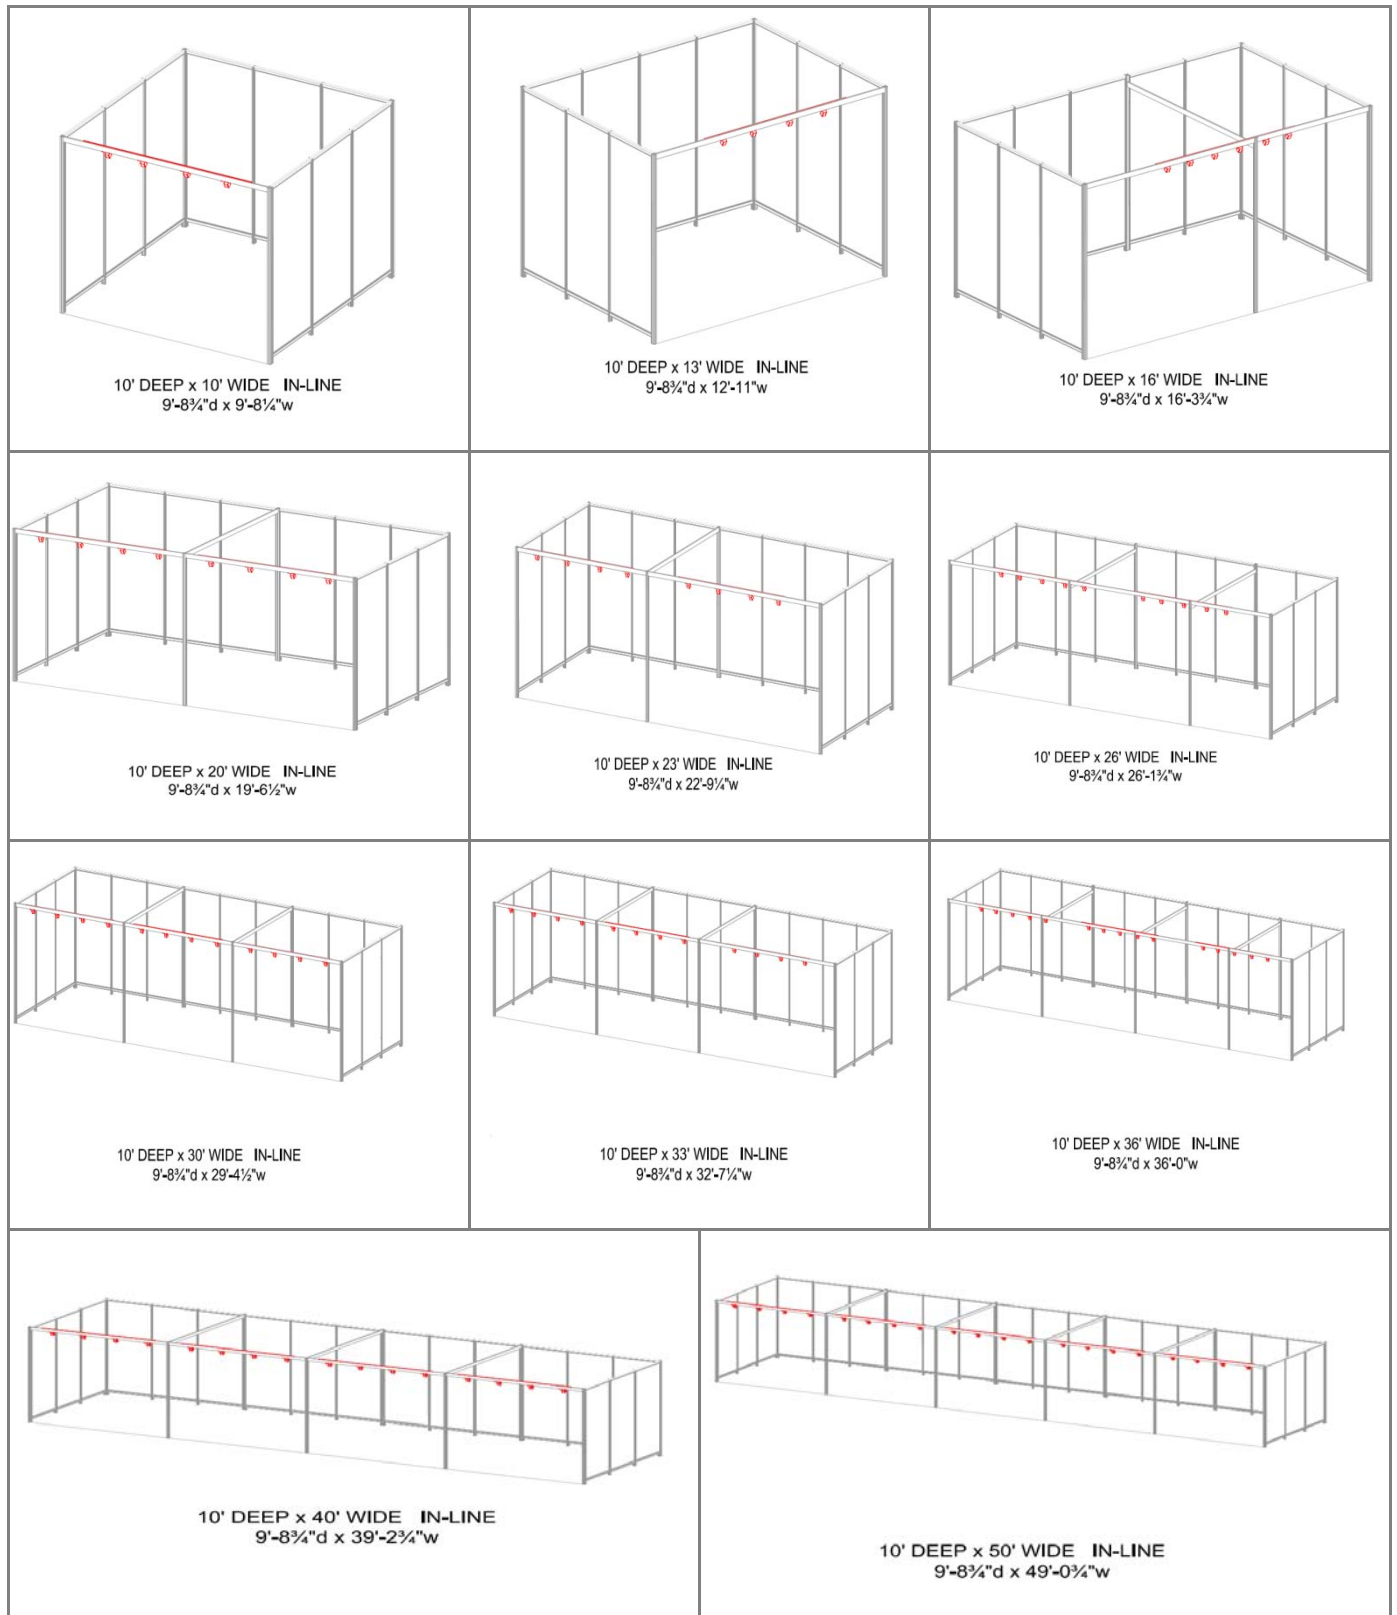 10' DEEP x 10' WIDE IN-LINE
9'-8¾"d x 9'-8¼"w
10' DEEP x 13' WIDE IN-LINE
9'-8¾"d x 12'-11"w
10' DEEP x 16' WIDE IN-LINE
9'-8¾"d x 16'-3¾"w
10' DEEP x 20' WIDE IN-LINE
9'-8¾"d x 19'-6½"w
10' DEEP x 23' WIDE IN-LINE
9'-8¾"d x 22'-9¼"w
10' DEEP x 26' WIDE IN-LINE
9'-8¾"d x 26'-1¾"w
10' DEEP x 30' WIDE IN-LINE
9'-8¾"d x 29'-4½"w
10' DEEP x 33' WIDE IN-LINE
9'-8¾"d x 32'-7¼"w
10' DEEP x 36' WIDE IN-LINE
9'-8¾"d x 36'-0"w
10' DEEP x 40' WIDE IN-LINE
9'-8¾"d x 39'-2¾"w
10' DEEP x 50' WIDE IN-LINE
9'-8¾"d x 49'-0¾"w